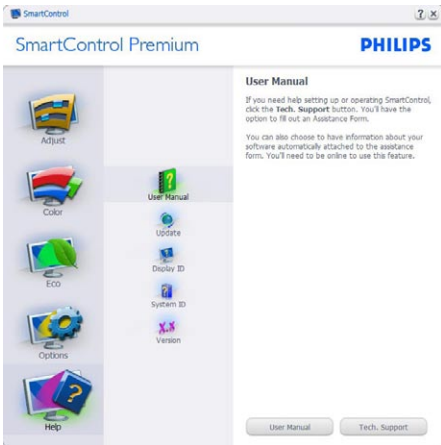 SmartControl
SmartControl Premium
PHILIPS
Adjust
Color
Eco
Options
Help
User Manual
Update
Display ID
System ID
X.X
Version
User Manual
If you need help setting up or operating SmartControl,
click the Tech. Support button. You'll have the
option to fill out an Assistance Form.
You can also choose to have information about your
software automatically attached to the assistance
form. You'll need to be online to use this feature.
User Manual
Tech. Support